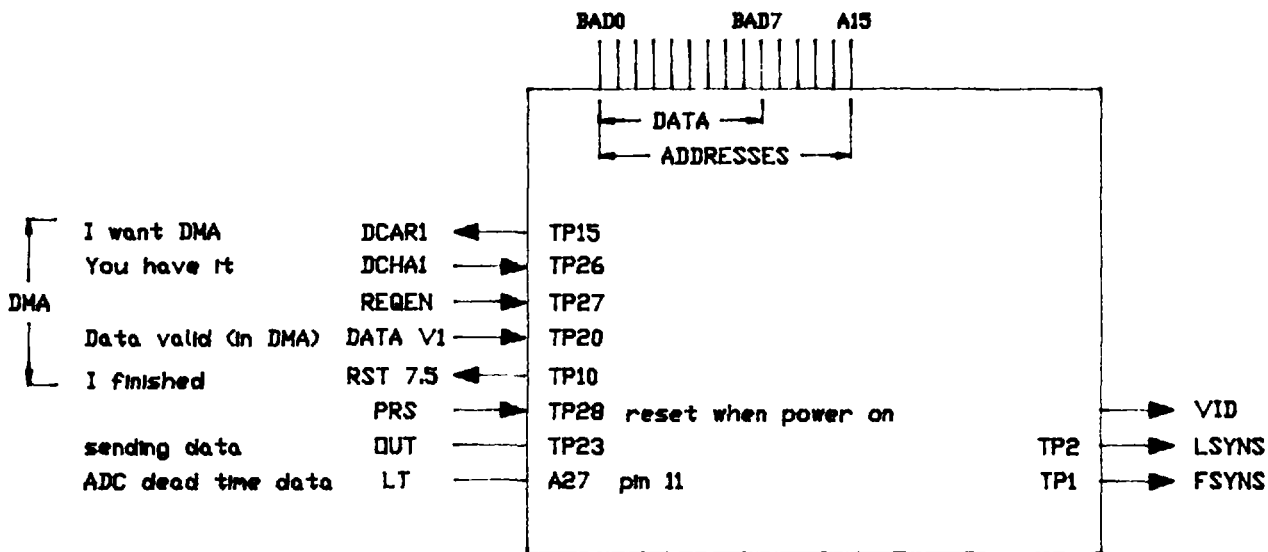 BAD0 BAD7 A15
DATA
ADDRESSES
I want DMA DCAR1 TP15
You have it DCHA1 TP26
DMA REQEN TP27
Data valid (in DMA) DATA V1 TP20
I finished RST 7.5 TP10
PRS TP28 reset when power on VID
sending data OUT TP23 TP2 LSYNS
ADC dead time data LT A27 pin 11 TP1 FSYNS